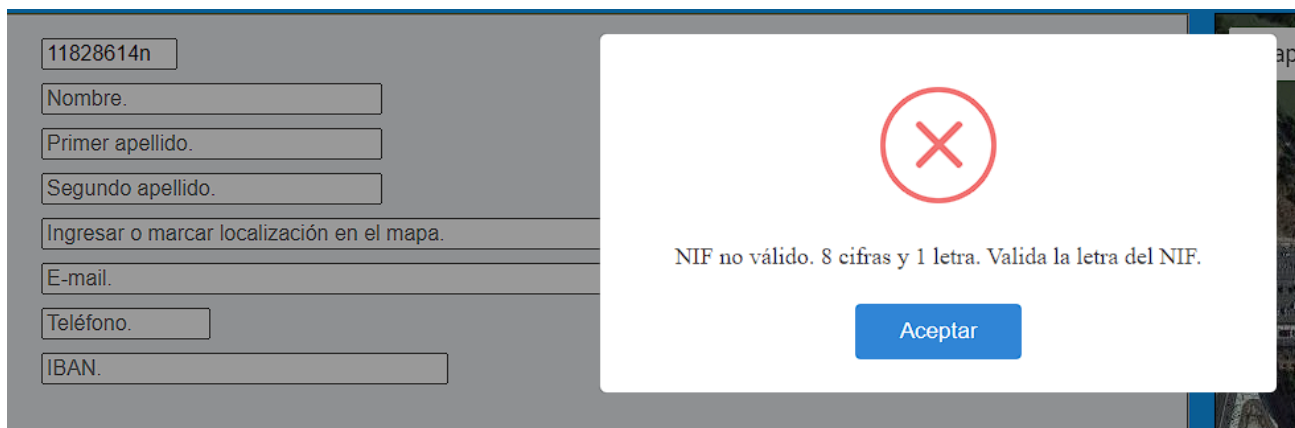 11828614n
Nombre.
Primer apellido.
Segundo apellido.
Ingresar o marcar localización en el mapa.
E-mail.
Teléfono.
IBAN.
NIF no válido. 8 cifras y 1 letra. Valida la letra del NIF.
Aceptar